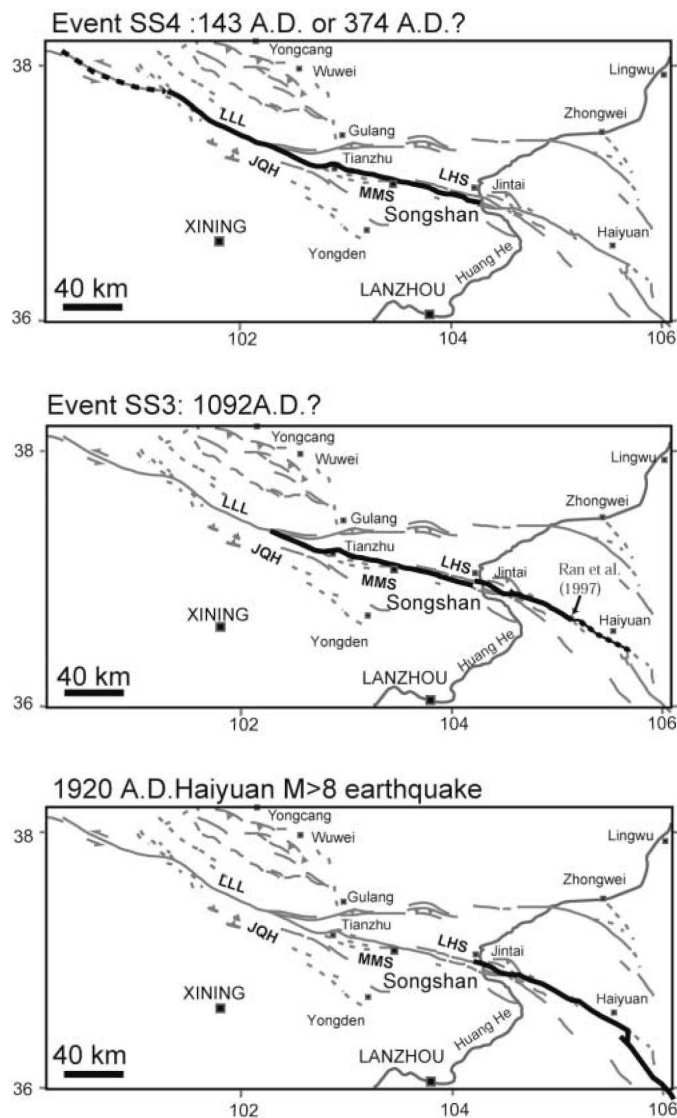 Event SS4 :143 A.D. or 374 A.D.?
38
Yongcang
Wuwei
Lingwu
Zhongwei
LLL
Gulang
Tianzhu
JQH
LHS
Jintai
MMS
Songshan
XINING
Yongden
Haiyuan
Huang He
40 km
LANZHOU
36
102
104
106
Event SS3: 1092A.D.?
38
Yongcang
Wuwei
Lingwu
Zhongwei
LLL
Gulang
Tianzhu
JQH
LHS
Jintai
Ran et al.
(1997)
MMS
Songshan
XINING
Yongden
Haiyuan
Huang He
40 km
LANZHOU
36
102
104
106
1920 A.D.Haiyuan M>8 earthquake
38
Yongcang
Wuwei
Lingwu
Zhongwei
LLL
Gulang
Tianzhu
JQH
LHS
Jintai
MMS
Songshan
XINING
Yongden
Haiyuan
Huang He
40 km
LANZHOU
36
102
104
106